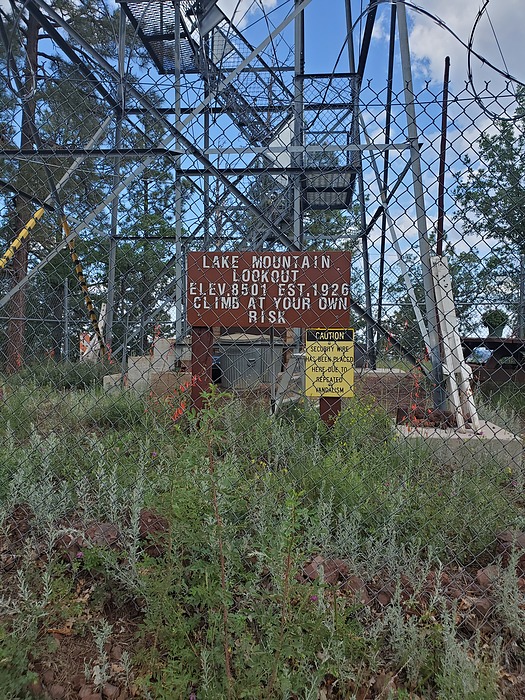 LAKE MOUNTAIN
LOOKOUT
ELEV.8501 EST.1926
CLIMB AT YOUR OWN
RISK
CAUTION
SECURITY WIRE
HAS BEEN PLACED
HERE DUE TO
REPEATED
VANDALISM